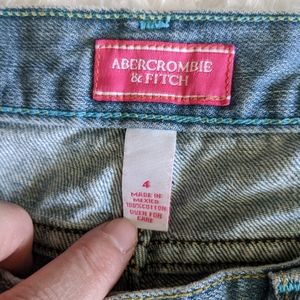 ABERCROMBIE
& FITCH
4
MADE IN
MEXICO
100%COTTON
OVER FOR
CARE